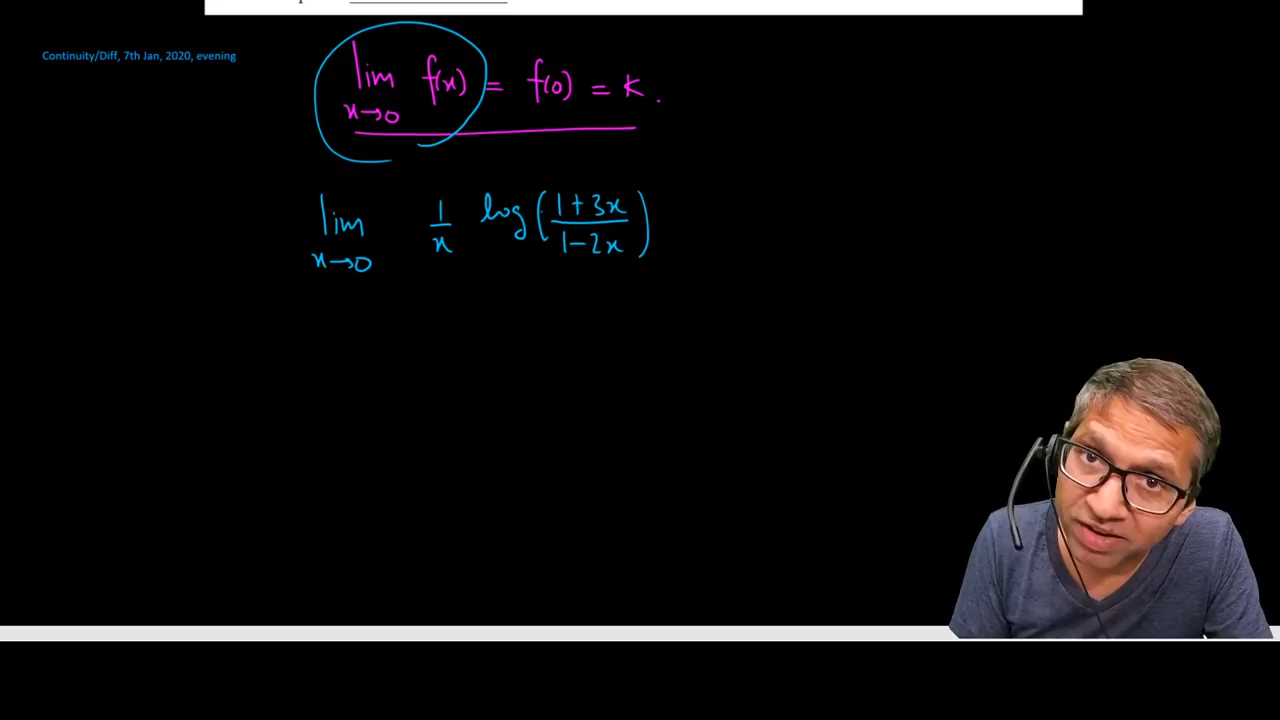 Continuity/Diff, 7th Jan, 2020, evening
lim x→0 f(x) = f(0) = K.
lim x→0 1/x log(1+3x/1-2x)